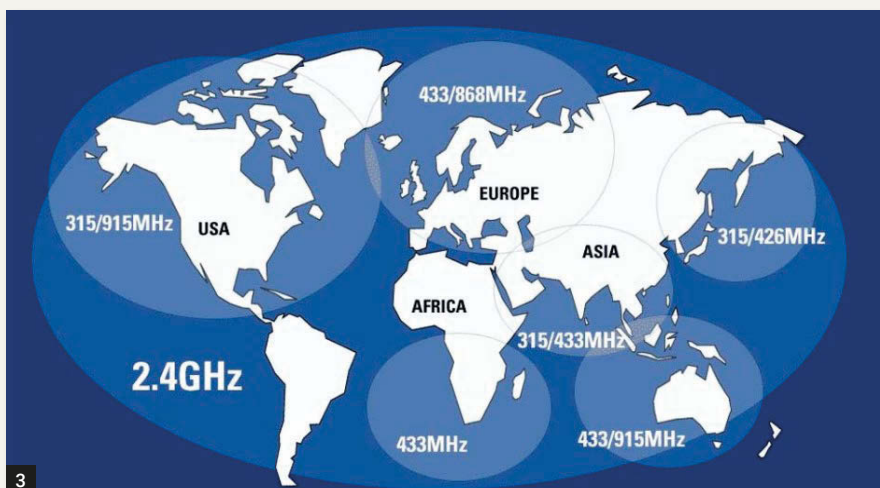 433/868MHz
EUROPE
315/915MHz
USA
315/426MHz
ASIA
AFRICA
315/433MHz
2.4GHz
433MHz
433/915MHz
3